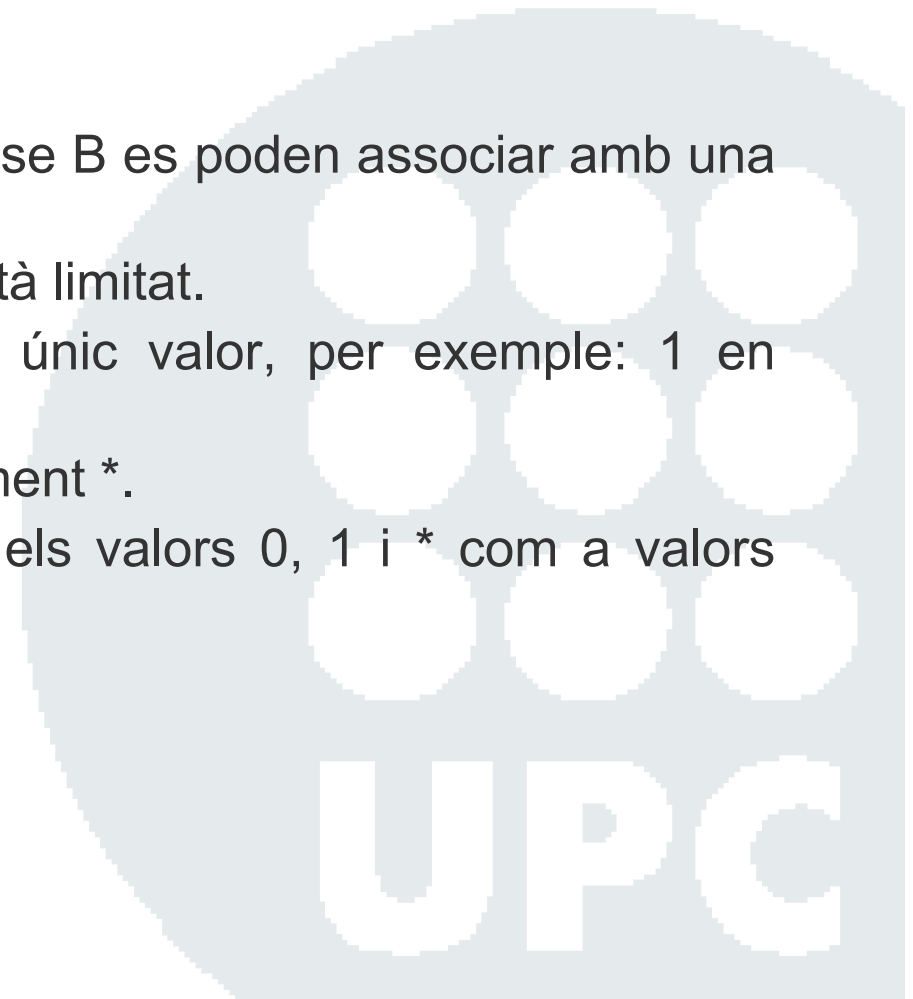 se B es poden associar amb una
tà limitat.
únic valor, per exemple: 1 en
ment *.
els valors 0, 1 i * com a valors
UPC